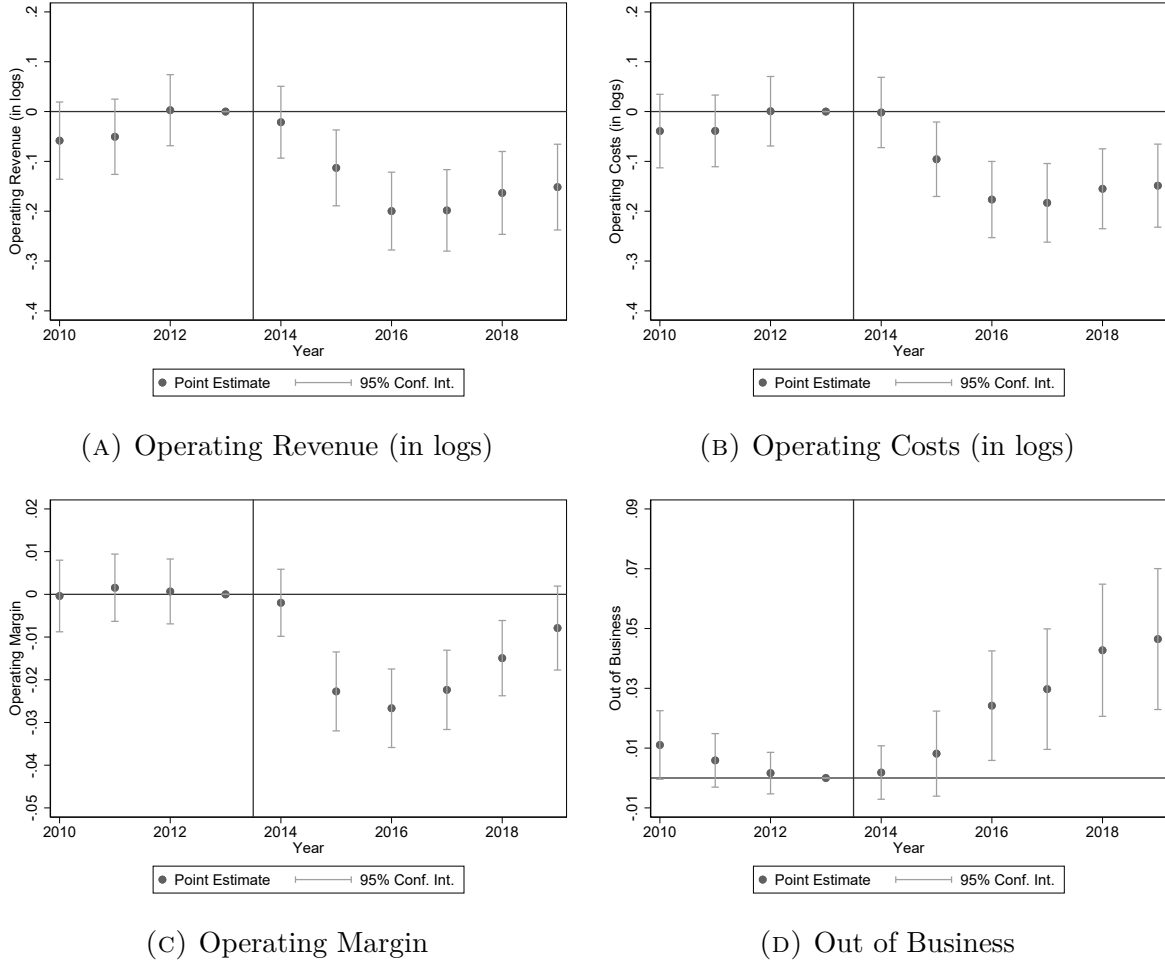 .2
.1
0
-.1
-.2
-.3
-.4
Operating Revenue (in logs)
2010 2012 2014 2016 2018
Year
Point Estimate 95% Conf. Int.
(A) Operating Revenue (in logs)
.2
.1
0
-.1
-.2
-.3
-.4
Operating Costs (in logs)
2010 2012 2014 2016 2018
Year
Point Estimate 95% Conf. Int.
(B) Operating Costs (in logs)
.02
.01
0
-.01
-.02
-.03
-.04
-.05
Operating Margin
2010 2012 2014 2016 2018
Year
Point Estimate 95% Conf. Int.
(C) Operating Margin
.09
.07
.05
.03
.01
-.01
Out of Business
2010 2012 2014 2016 2018
Year
Point Estimate 95% Conf. Int.
(D) Out of Business